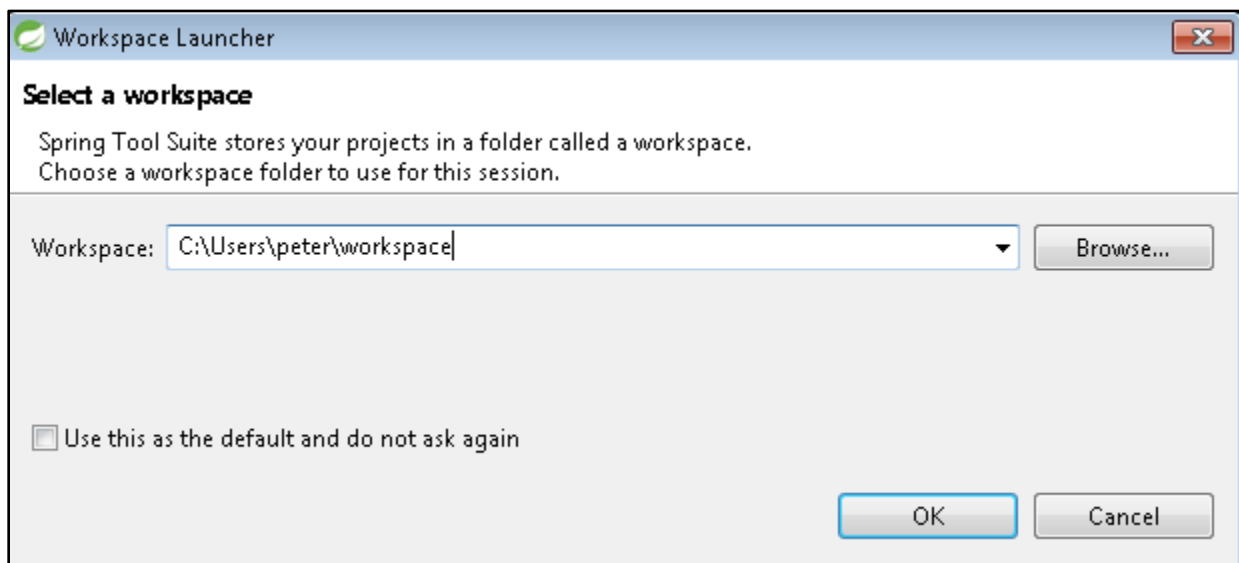 Workspace Launcher
Select a workspace
Spring Tool Suite stores your projects in a folder called a workspace.
Choose a workspace folder to use for this session.
Workspace: C:\Users\peter\workspace Browse...
Use this as the default and do not ask again
OK Cancel